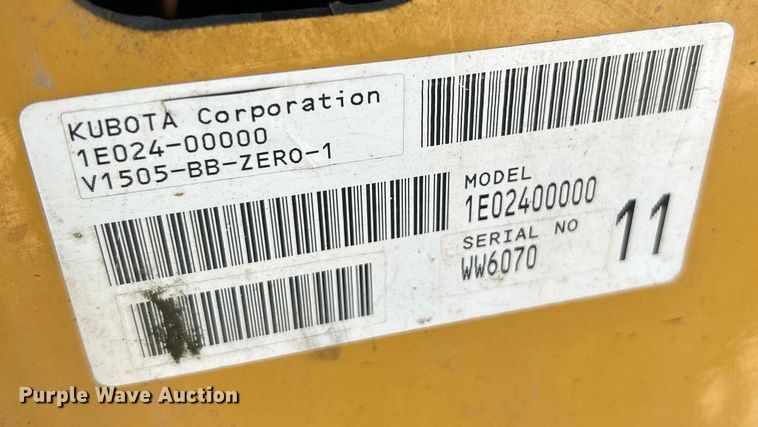 KUBOTA Corporation
1E024-00000
V1505-BB-ZERO-1
MODEL
1E02400000
SERIAL NO
WW6070
11
Purple Wave Auction